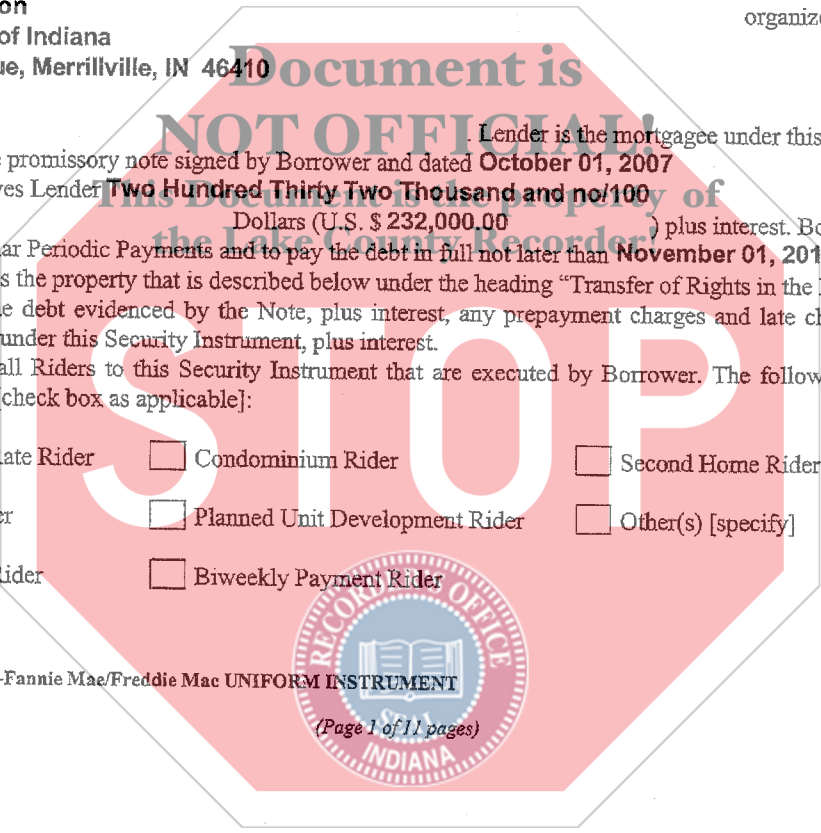 on
organize
of Indiana
ue, Merrillville, IN 46410
Document is
NOT OFFICIAL!
. Lender is the mortgagee under this
promissory note signed by Borrower and dated October 01, 2007
es Lender Two Hundred Thirty Two Thousand and no/100
This Document is the property of
Dollars (U.S. $ 232,000.00 ) plus interest. Bo
the Lake County Recorder!
ar Periodic Payments and to pay the debt in full not later than November 01, 201
s the property that is described below under the heading “Transfer of Rights in the
e debt evidenced by the Note, plus interest, any prepayment charges and late ch
under this Security Instrument, plus interest.
all Riders to this Security Instrument that are executed by Borrower. The follow
[check box as applicable]:
STOP
ate Rider Condominium Rider Second Home Rider
er Planned Unit Development Rider Other(s) [specify]
ider Biweekly Payment Rider
RECORDER'S OFFICE
-Fannie Mae/Freddie Mac UNIFORM INSTRUMENT
SEAL
(Page 1 of 11 pages)
INDIANA